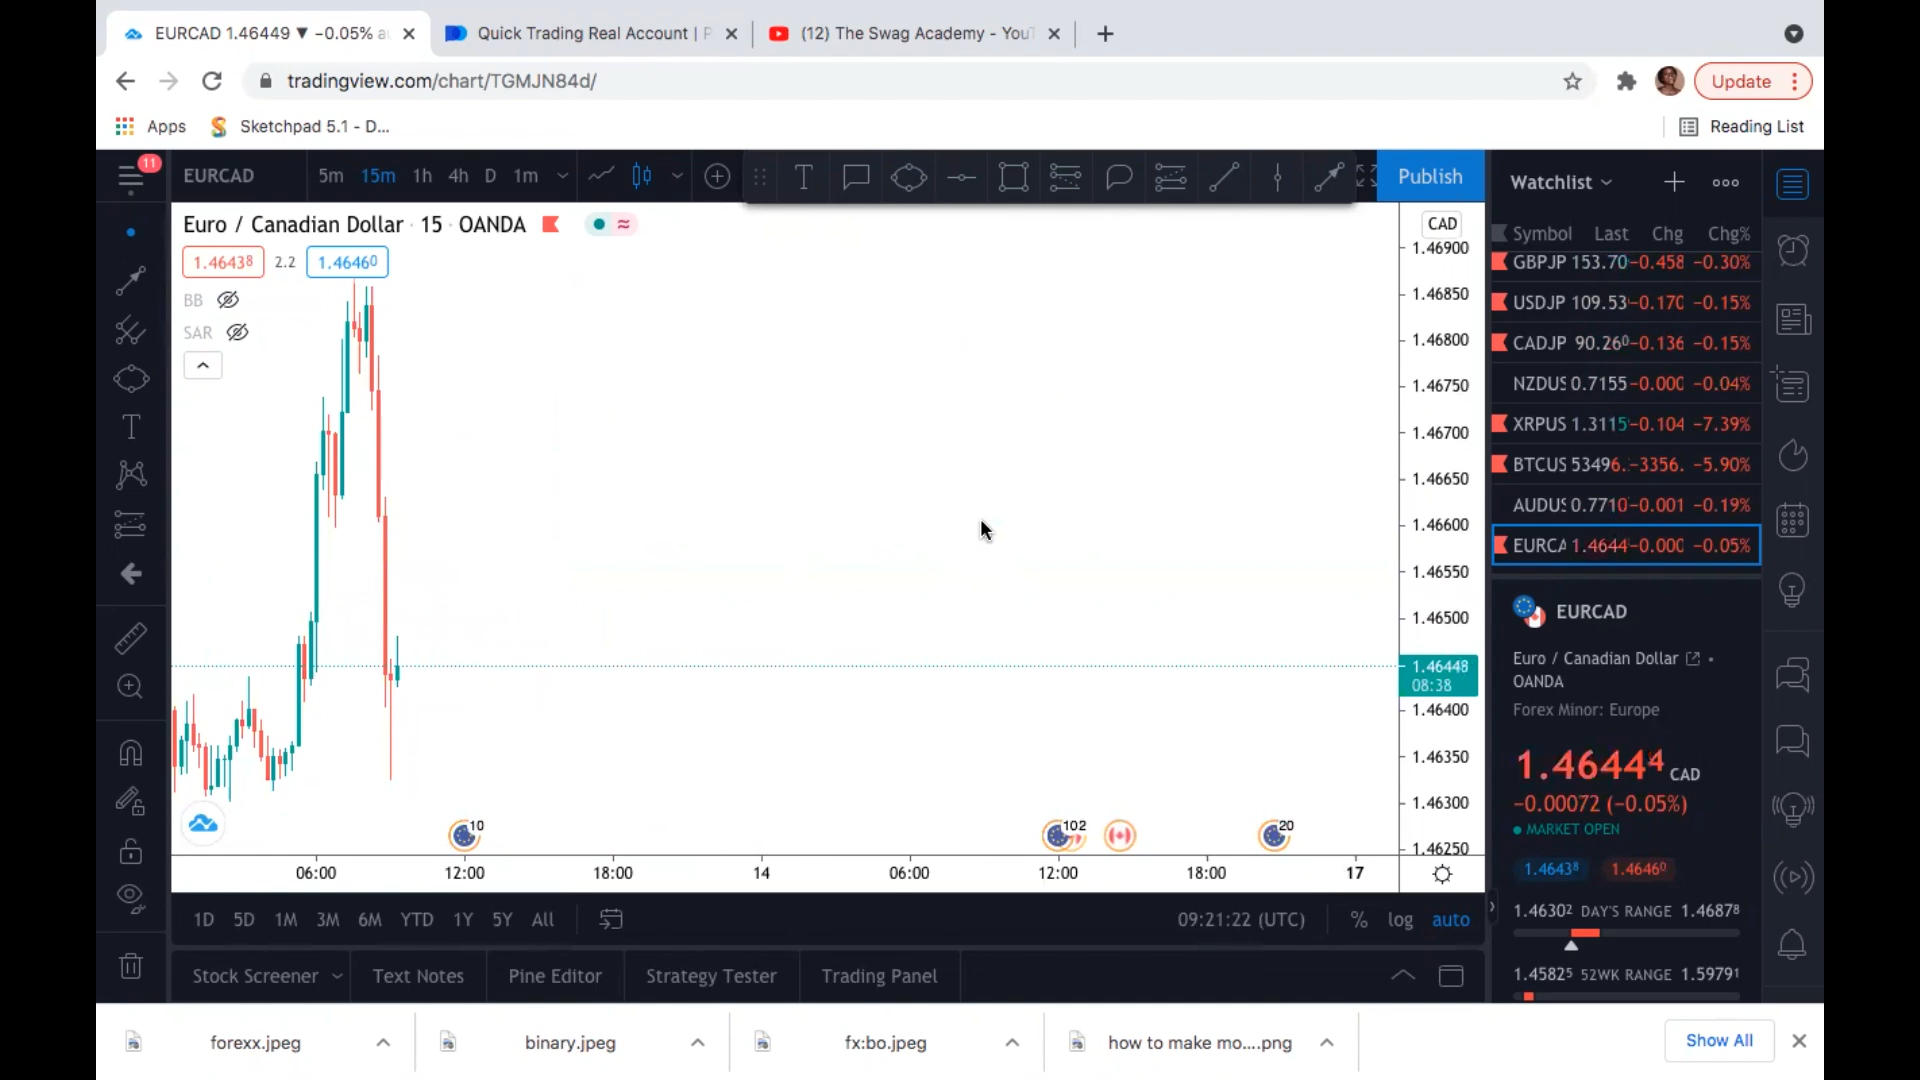 EURCAD 1.46449 ▼ −0.05% a
Quick Trading Real Account | P
(12) The Swag Academy - You
tradingview.com/chart/TGMJN84d/
Update
Apps
Sketchpad 5.1 - D...
Reading List
11
EURCAD
5m 15m 1h 4h D 1m
Publish
Watchlist
Euro / Canadian Dollar · 15 · OANDA
CAD
Symbol Last Chg Chg%
1.46438 2.2 1.46460
BB
SAR
1.46900
1.46850
1.46800
1.46750
1.46700
1.46650
1.46600
1.46550
1.46500
1.46448
08:38
1.46400
1.46350
1.46300
1.46250
GBPJP 153.70 −0.458 −0.30%
USDJP 109.53 −0.170 −0.15%
CADJP 90.260 −0.136 −0.15%
NZDUS 0.7155 −0.000 −0.04%
XRPUS 1.3115 −0.104 −7.39%
BTCUS 53496. −3356. −5.90%
AUDUS 0.7710 −0.001 −0.19%
EURCA 1.4644 −0.000 −0.05%
EURCAD
Euro / Canadian Dollar •
OANDA
Forex Minor: Europe
1.46444 CAD
−0.00072 (−0.05%)
MARKET OPEN
1.46438 1.46460
1.46302 DAY'S RANGE 1.46878
1.45825 52WK RANGE 1.59791
10
102
20
06:00 12:00 18:00 14 06:00 12:00 18:00 17
1D 5D 1M 3M 6M YTD 1Y 5Y All
09:21:22 (UTC) % log auto
Stock Screener Text Notes Pine Editor Strategy Tester Trading Panel
forexx.jpeg
binary.jpeg
fx:bo.jpeg
how to make mo....png
Show All